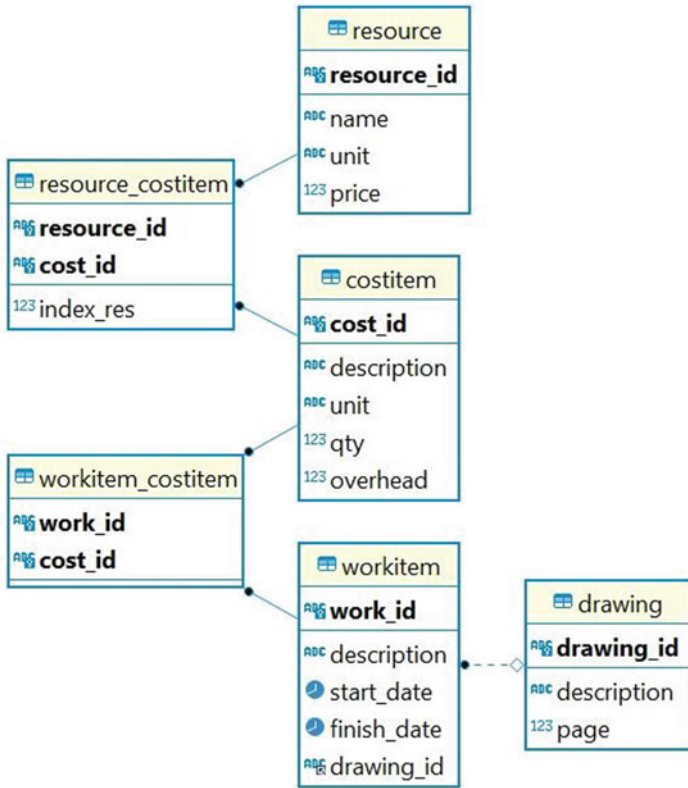 resource
resource_id
name
unit
price
resource_costitem
resource_id
cost_id
index_res
costitem
cost_id
description
unit
qty
overhead
workitem_costitem
work_id
cost_id
workitem
work_id
description
start_date
finish_date
drawing_id
drawing
drawing_id
description
page